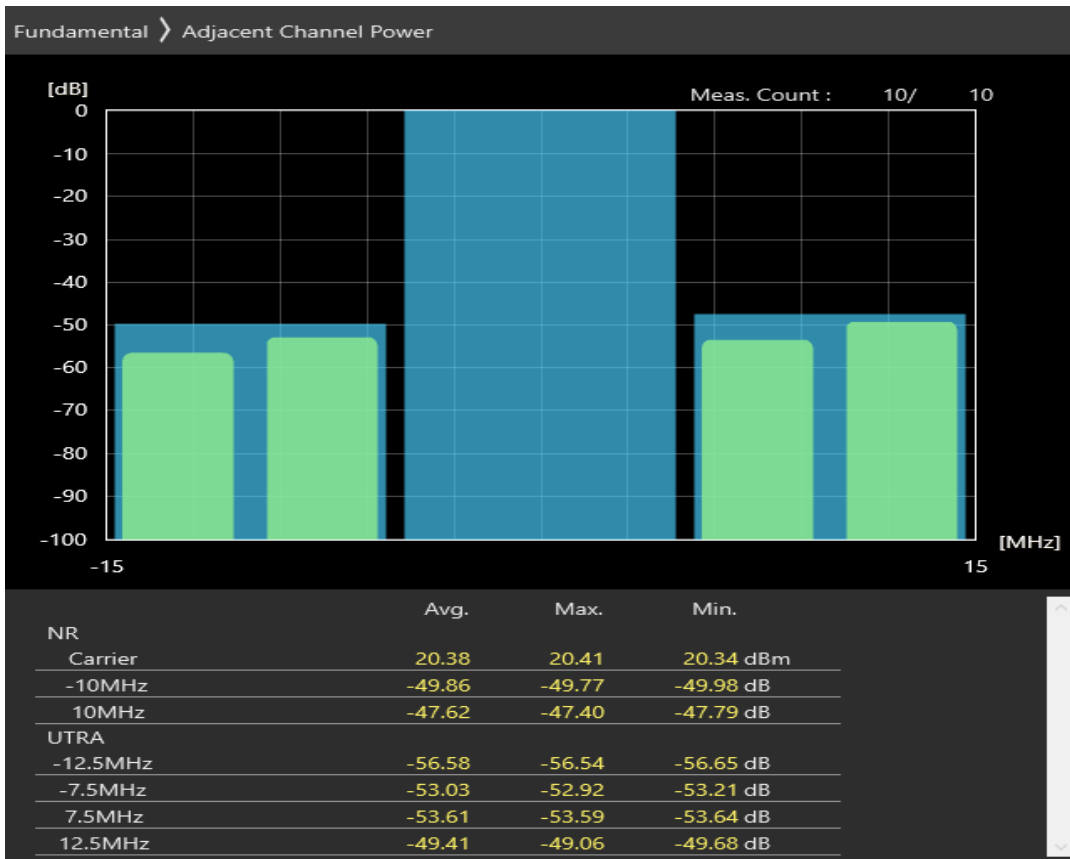 Fundamental 》 Adjacent Channel Power
[dB]
Meas. Count : 10/ 10
0
-10
-20
-30
-40
-50
-60
-70
-80
-90
-100
[MHz]
-15 15
Avg. Max. Min.
NR
Carrier 20.38 20.41 20.34 dBm
-10MHz -49.86 -49.77 -49.98 dB
10MHz -47.62 -47.40 -47.79 dB
UTRA
-12.5MHz -56.58 -56.54 -56.65 dB
-7.5MHz -53.03 -52.92 -53.21 dB
7.5MHz -53.61 -53.59 -53.64 dB
12.5MHz -49.41 -49.06 -49.68 dB